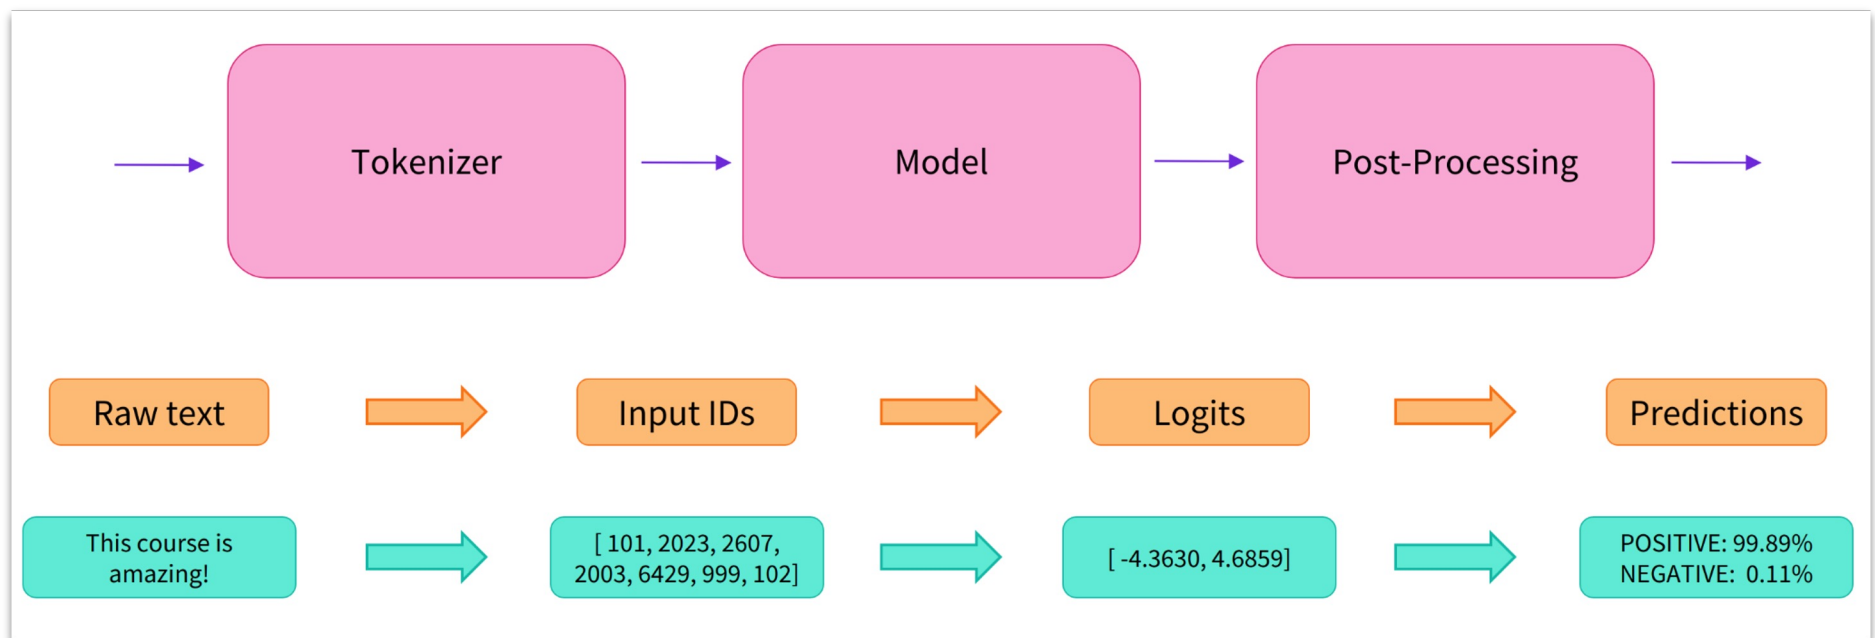 Tokenizer
Model
Post-Processing
Raw text
Input IDs
Logits
Predictions
This course is
amazing!
[ 101, 2023, 2607,
2003, 6429, 999, 102]
[ -4.3630, 4.6859]
POSITIVE: 99.89%
NEGATIVE: 0.11%